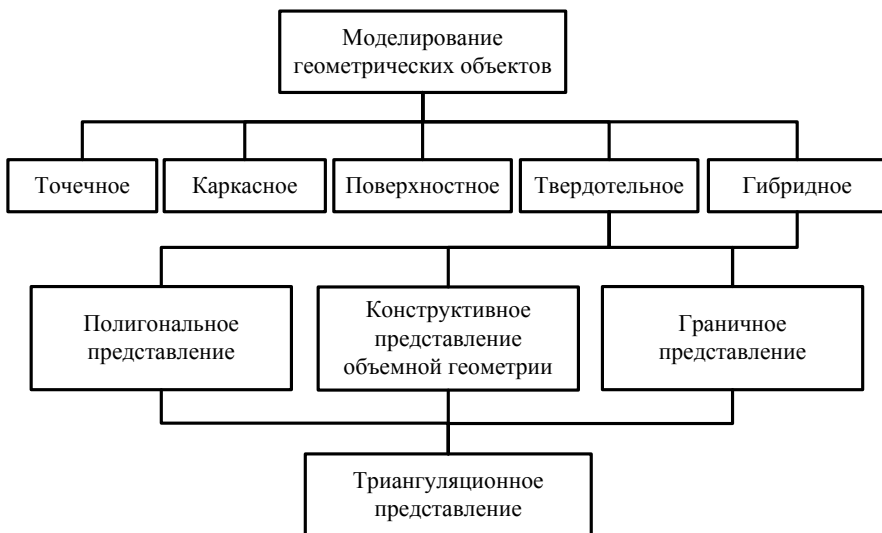 Моделирование
геометрических объектов
Точечное
Каркасное
Поверхностное
Твердотельное
Гибридное
Полигональное
представление
Конструктивное
представление
объемной геометрии
Граничное
представление
Триангуляционное
представление